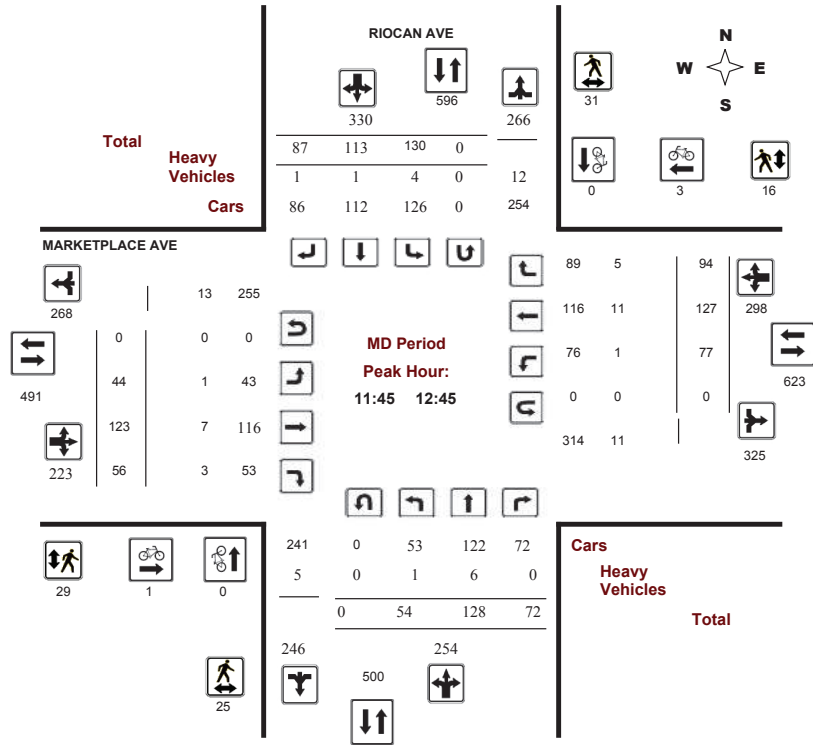 RIOCAN AVE
N
W E
S
596
31
330 266
Total 87 113 130 0
Heavy
Vehicles 1 1 4 0 12
Cars 86 112 126 0 254
0 3 16
MARKETPLACE AVE
268 13 255
89 5 94
298
0 0 0
116 11 127
MD Period
491
44 1 43
Peak Hour:
76 1 77
623
11:45 12:45
0 0 0
123 7 116
314 11
325
223 56 3 53
241 0 53 122 72 Cars
5 0 1 6 0 Heavy
Vehicles
0 54 128 72 Total
29 1 0
246 254
500
25